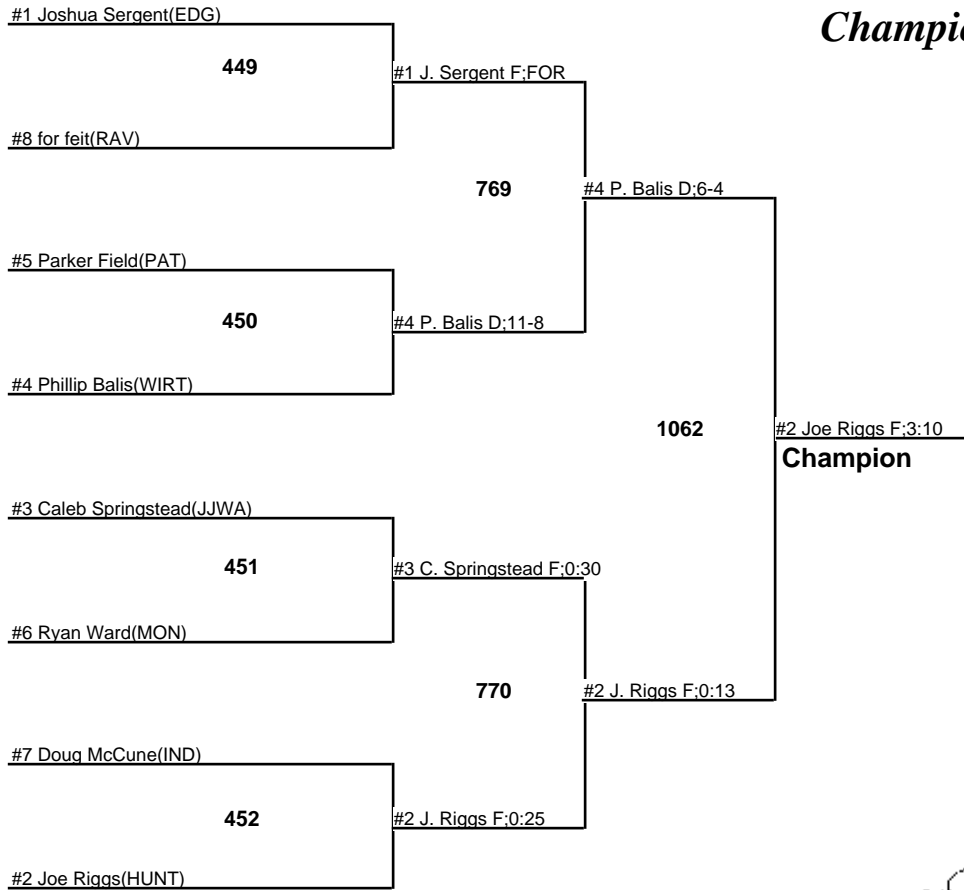 #1 Joshua Sergent(EDG)
Champio
449
#1 J. Sergent F;FOR
#8 for feit(RAV)
769
#4 P. Balis D;6-4
#5 Parker Field(PAT)
450
#4 P. Balis D;11-8
#4 Phillip Balis(WIRT)
1062
#2 Joe Riggs F;3:10
Champion
#3 Caleb Springstead(JJWA)
451
#3 C. Springstead F;0:30
#6 Ryan Ward(MON)
770
#2 J. Riggs F;0:13
#7 Doug McCune(IND)
452
#2 J. Riggs F;0:25
#2 Joe Riggs(HUNT)